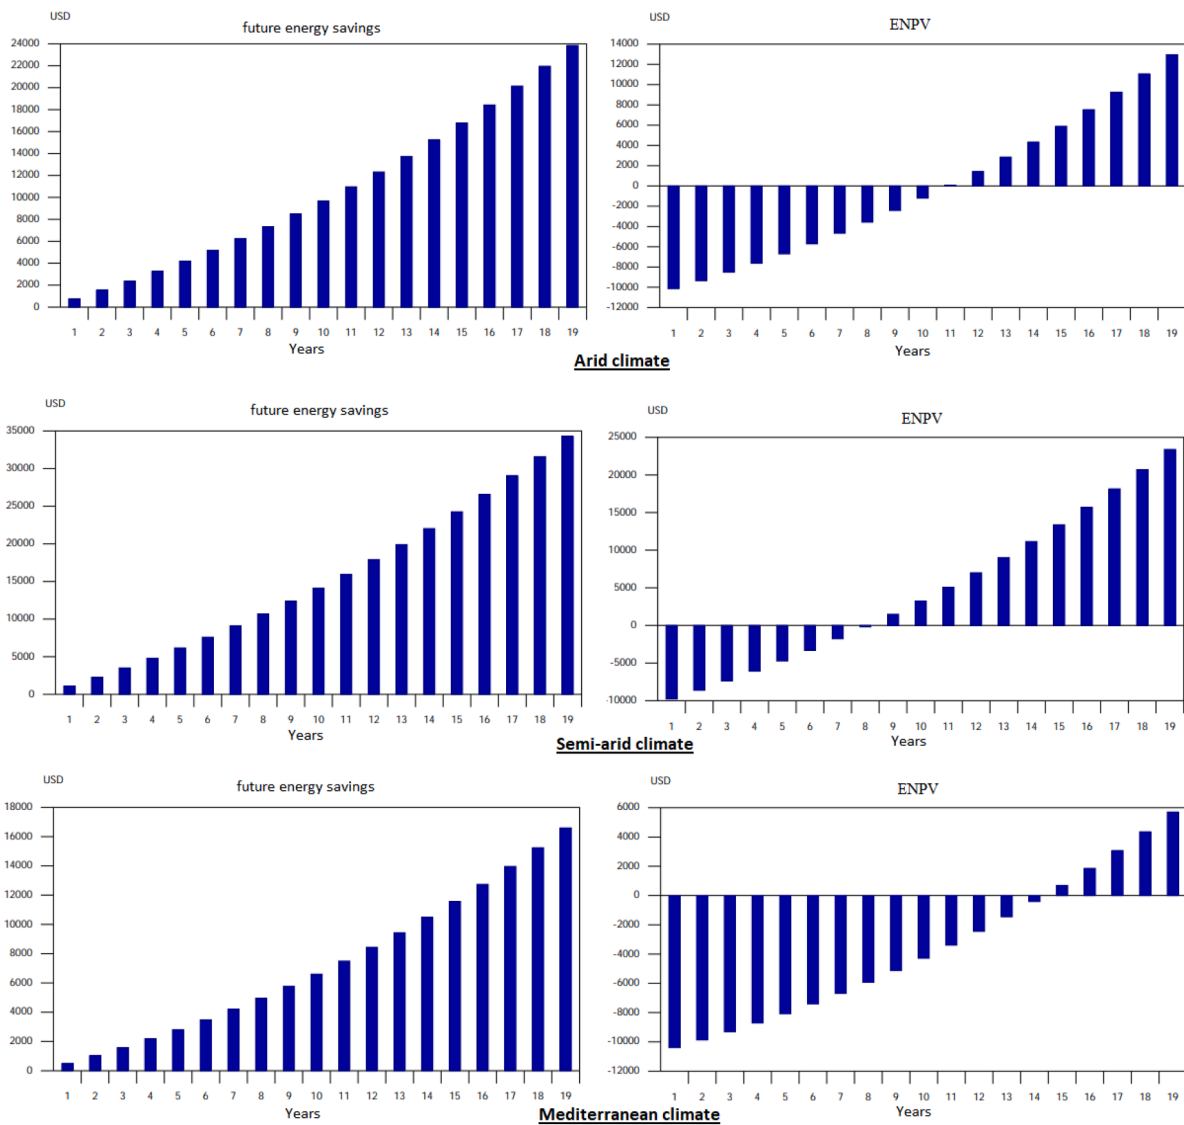 USD
future energy savings
24000
22000
20000
18000
16000
14000
12000
10000
8000
6000
4000
2000
0
1 2 3 4 5 6 7 8 9 10 11 12 13 14 15 16 17 18 19
Years
USD
ENPV
14000
12000
10000
8000
6000
4000
2000
0
-2000
-4000
-6000
-8000
-10000
-12000
1 2 3 4 5 6 7 8 9 10 11 12 13 14 15 16 17 18 19
Years
Arid climate
USD
future energy savings
35000
30000
25000
20000
15000
10000
5000
0
1 2 3 4 5 6 7 8 9 10 11 12 13 14 15 16 17 18 19
Years
USD
ENPV
25000
20000
15000
10000
5000
0
-5000
-10000
1 2 3 4 5 6 7 8 9 10 11 12 13 14 15 16 17 18 19
Years
Semi-arid climate
USD
future energy savings
18000
16000
14000
12000
10000
8000
6000
4000
2000
0
1 2 3 4 5 6 7 8 9 10 11 12 13 14 15 16 17 18 19
Years
USD
ENPV
6000
4000
2000
0
-2000
-4000
-6000
-8000
-10000
-12000
1 2 3 4 5 6 7 8 9 10 11 12 13 14 15 16 17 18 19
Years
Mediterranean climate